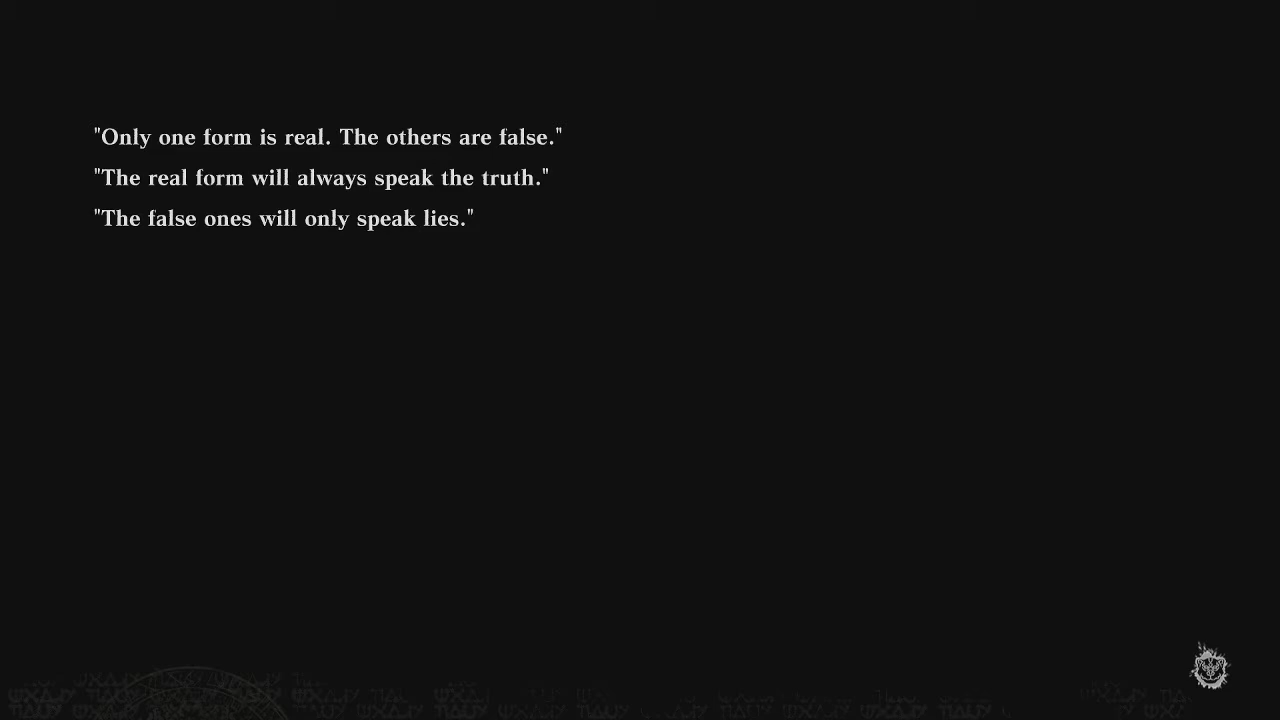 "Only one form is real. The others are false."
"The real form will always speak the truth."
"The false ones will only speak lies."